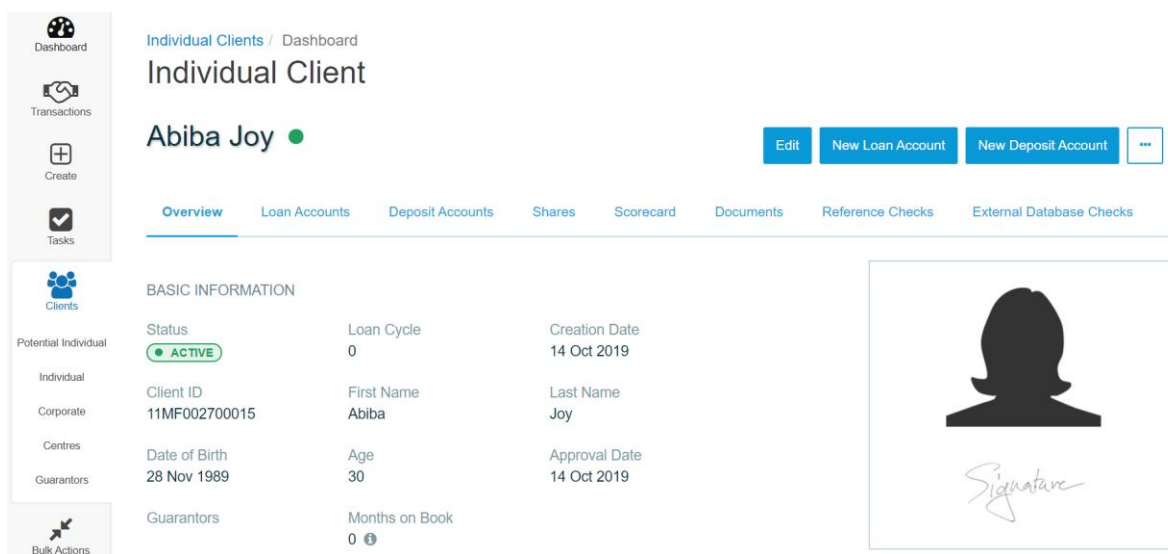 Dashboard
Transactions
Create
Tasks
Clients
Potential Individual
Individual
Corporate
Centres
Guarantors
Bulk Actions
Individual Clients / Dashboard
Individual Client
Abiba Joy
Edit New Loan Account New Deposit Account ...
Overview Loan Accounts Deposit Accounts Shares Scorecard Documents Reference Checks External Database Checks
BASIC INFORMATION
Status Loan Cycle Creation Date
ACTIVE 0 14 Oct 2019
Client ID First Name Last Name
11MF002700015 Abiba Joy
Date of Birth Age Approval Date
28 Nov 1989 30 14 Oct 2019
Guarantors Months on Book
0
Signature